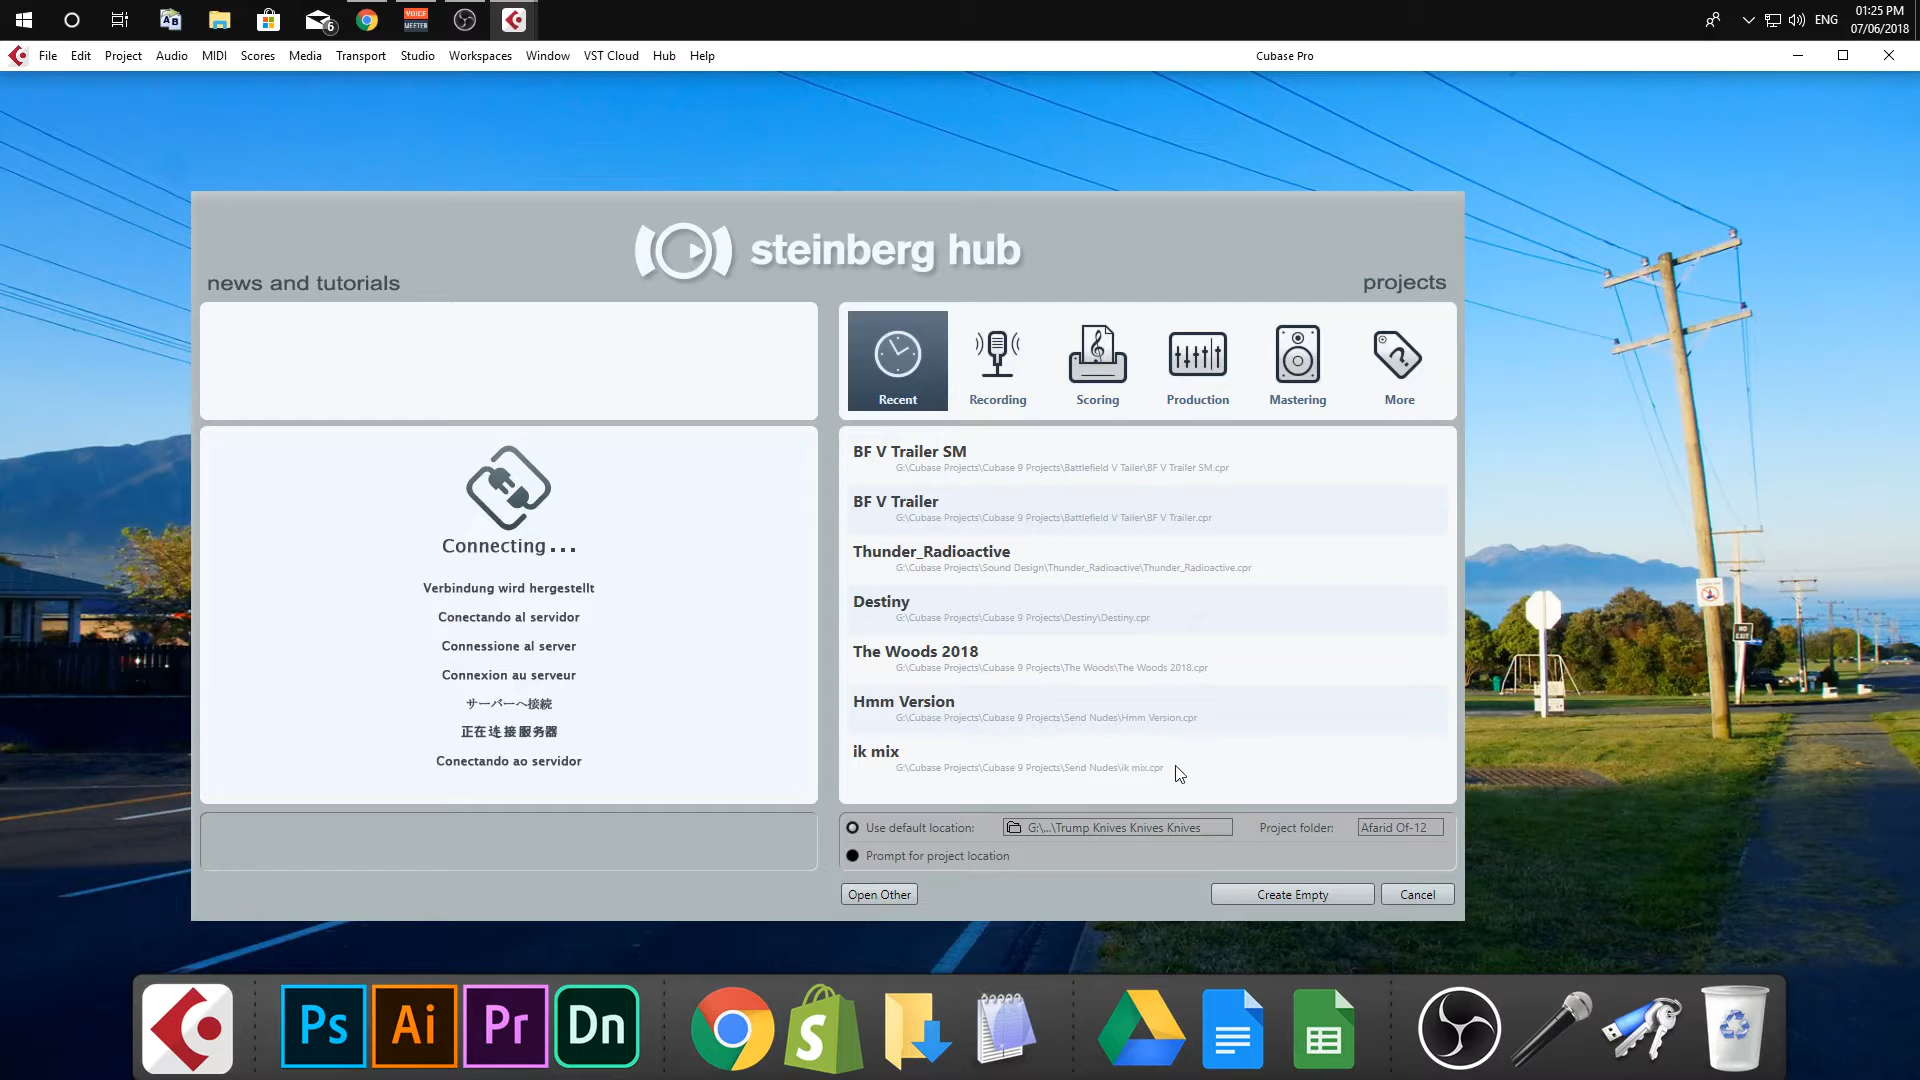 01:25 PM
VOICE
MEETER
A B
6
ENG
07/06/2018
File Edit Project Audio MIDI Scores Media Transport Studio Workspaces Window VST Cloud Hub Help
Cubase Pro
steinberg hub
news and tutorials
projects
Recent
Recording
Scoring
Production
Mastering
More
Connecting...
Verbindung wird hergestellt
Conectando al servidor
Connessione al server
Connexion au serveur
サーバーへ接続
正在连接服务器
Conectando ao servidor
BF V Trailer SM
G:\Cubase Projects\Cubase 9 Projects\Battlefield V Tailer\BF V Trailer SM.cpr
BF V Trailer
G:\Cubase Projects\Cubase 9 Projects\Battlefield V Tailer\BF V Trailer.cpr
Thunder_Radioactive
G:\Cubase Projects\Sound Design\Thunder_Radioactive\Thunder_Radioactive.cpr
Destiny
G:\Cubase Projects\Cubase 9 Projects\Destiny\Destiny.cpr
The Woods 2018
G:\Cubase Projects\Cubase 9 Projects\The Woods\The Woods 2018.cpr
Hmm Version
G:\Cubase Projects\Cubase 9 Projects\Send Nudes\Hmm Version.cpr
ik mix
G:\Cubase Projects\Cubase 9 Projects\Send Nudes\ik mix.cpr
Use default location:
G:\...\Trump Knives Knives Knives
Project folder:
Afarid Of-12
Prompt for project location
Open Other
Create Empty
Cancel
NO
EXIT
Ps
Ai
Pr
Dn
S